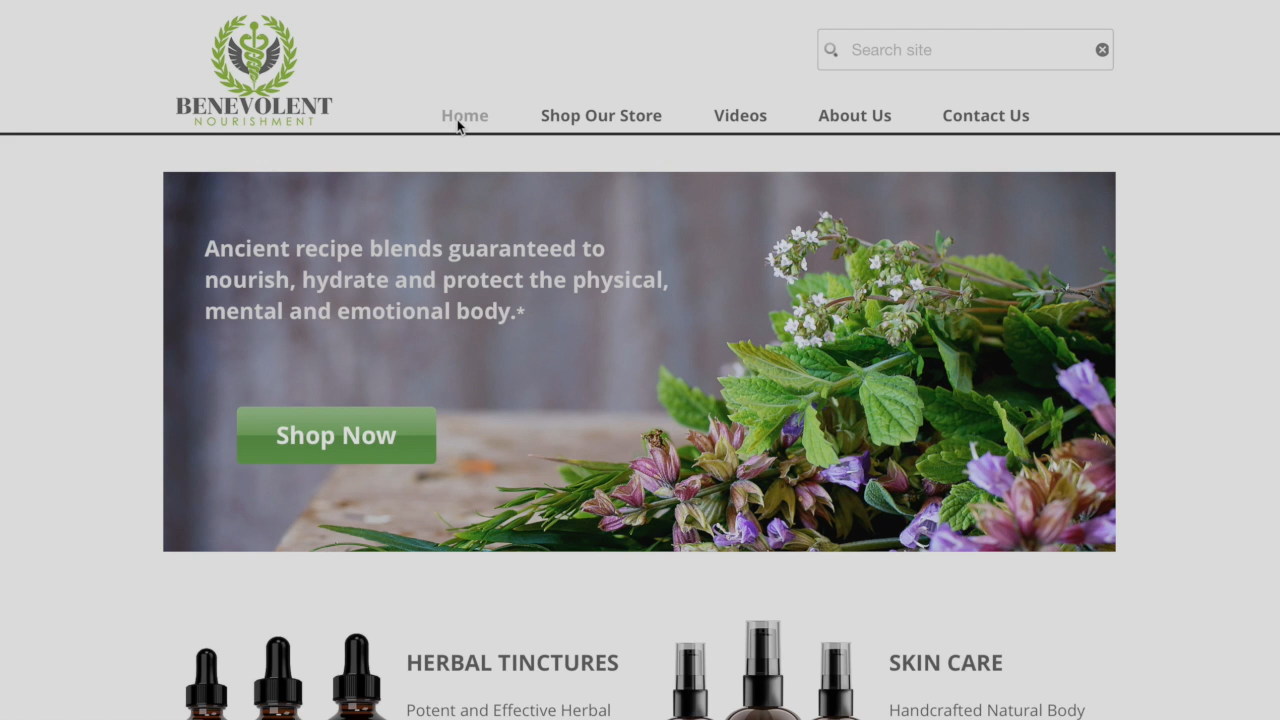 BENEVOLENT
NOURISHMENT
Search site
Home Shop Our Store Videos About Us Contact Us
Ancient recipe blends guaranteed to
nourish, hydrate and protect the physical,
mental and emotional body.*
Shop Now
HERBAL TINCTURES
Potent and Effective Herbal
SKIN CARE
Handcrafted Natural Body